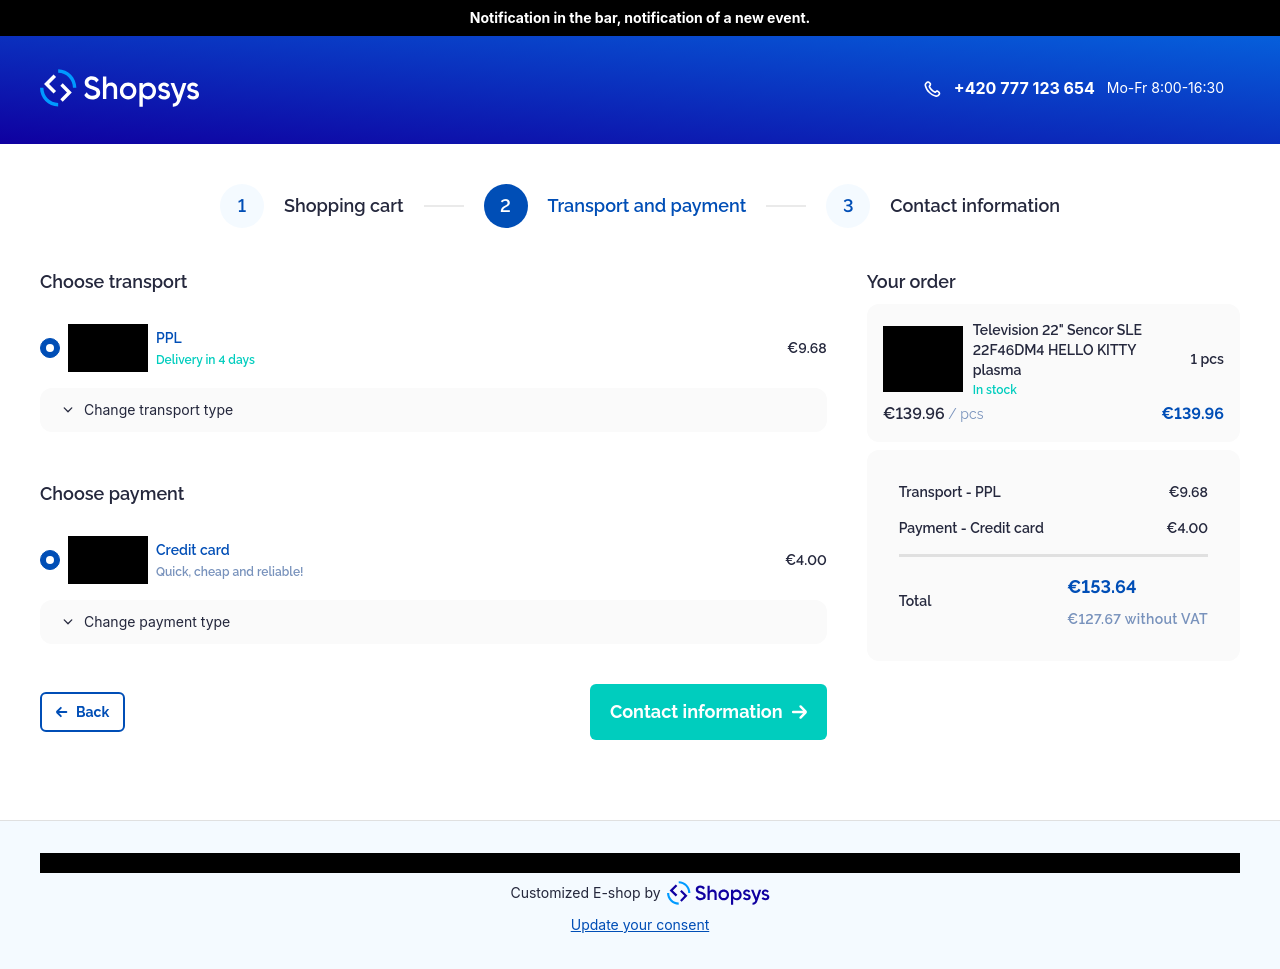 Notification in the bar, notification of a new event.
Shopsys
+420 777 123 654 Mo-Fr 8:00-16:30
1 Shopping cart 2 Transport and payment 3 Contact information
Choose transport
PPL
Delivery in 4 days
€9.68
Change transport type
Choose payment
Credit card
Quick, cheap and reliable!
€4.00
Change payment type
Back
Contact information
Your order
Television 22" Sencor SLE
22F46DM4 HELLO KITTY
plasma
In stock
1 pcs
€139.96 / pcs €139.96
Transport - PPL €9.68
Payment - Credit card €4.00
Total
€153.64
€127.67 without VAT
Customized E-shop by Shopsys
Update your consent